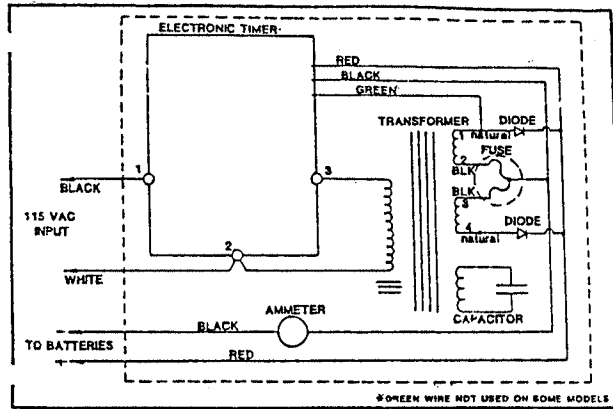 ELECTRONIC TIMER
RED
BLACK
GREEN
TRANSFORMER
DIODE
1 natural
FUSE
2
BLK
BLK
3
DIODE
4
natural
1
3
BLACK
115 VAC
INPUT
2
WHITE
CAPACITOR
AMMETER
BLACK
TO BATTERIES
RED
*GREEN WIRE NOT USED ON SOME MODELS